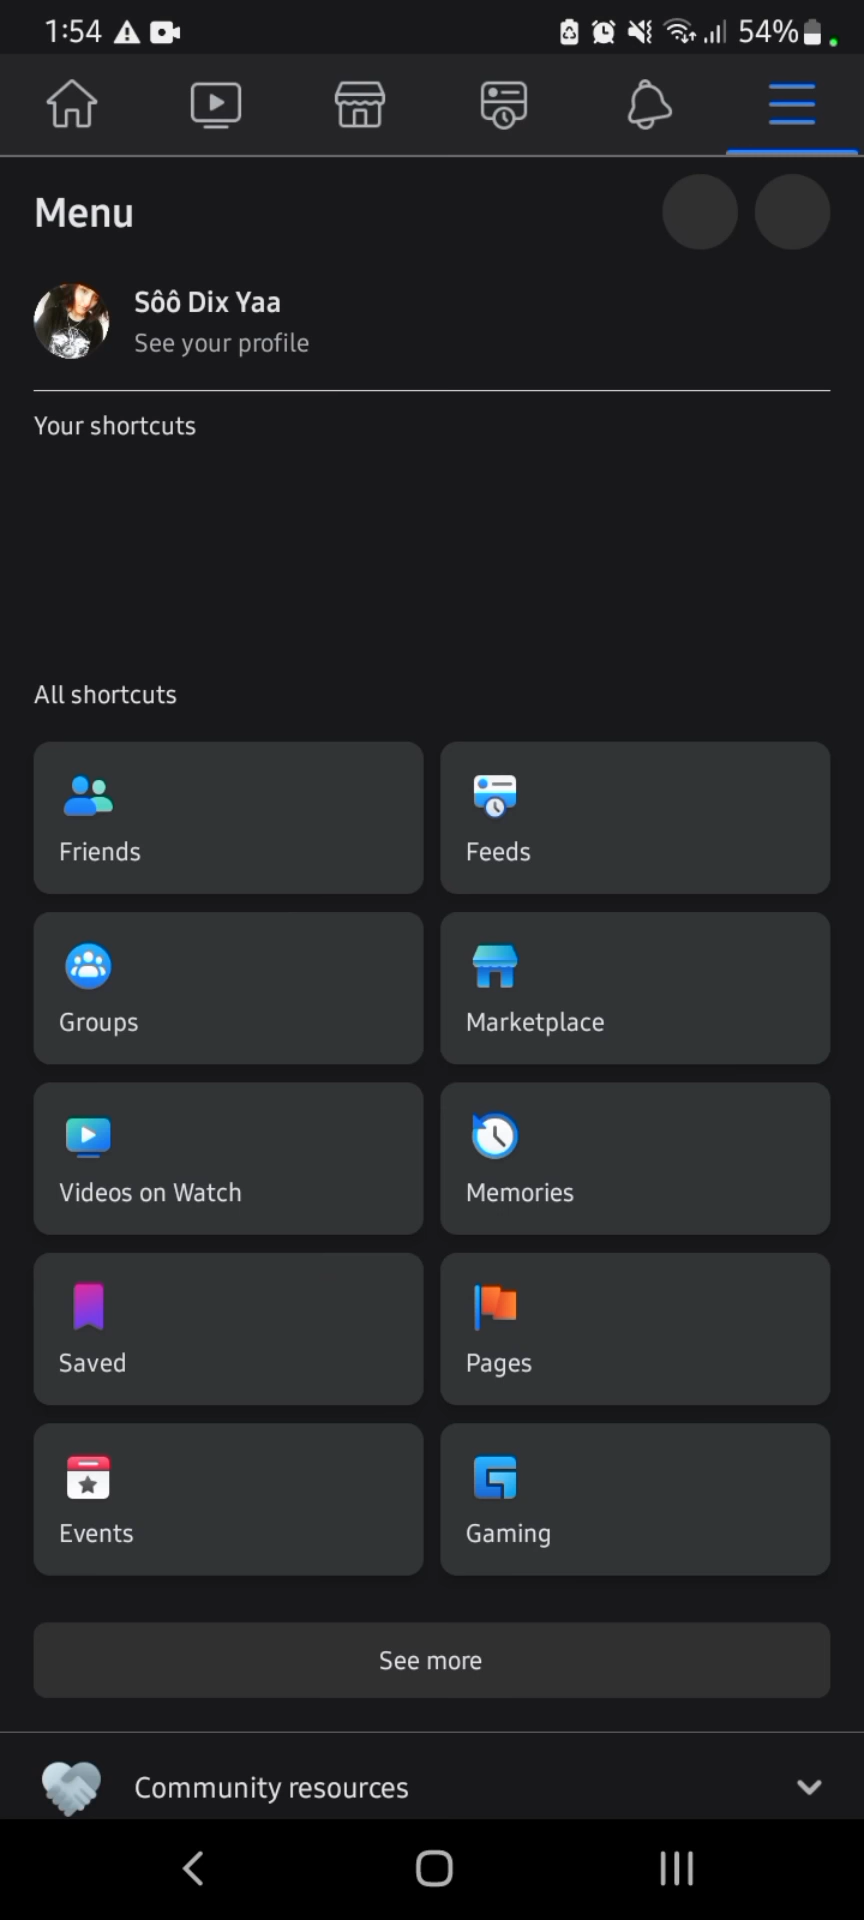 1:54
54%
Menu
Sôô Dix Yaa
See your profile
Your shortcuts
All shortcuts
Friends
Feeds
Groups
Marketplace
Videos on Watch
Memories
Saved
Pages
Events
Gaming
See more
Community resources